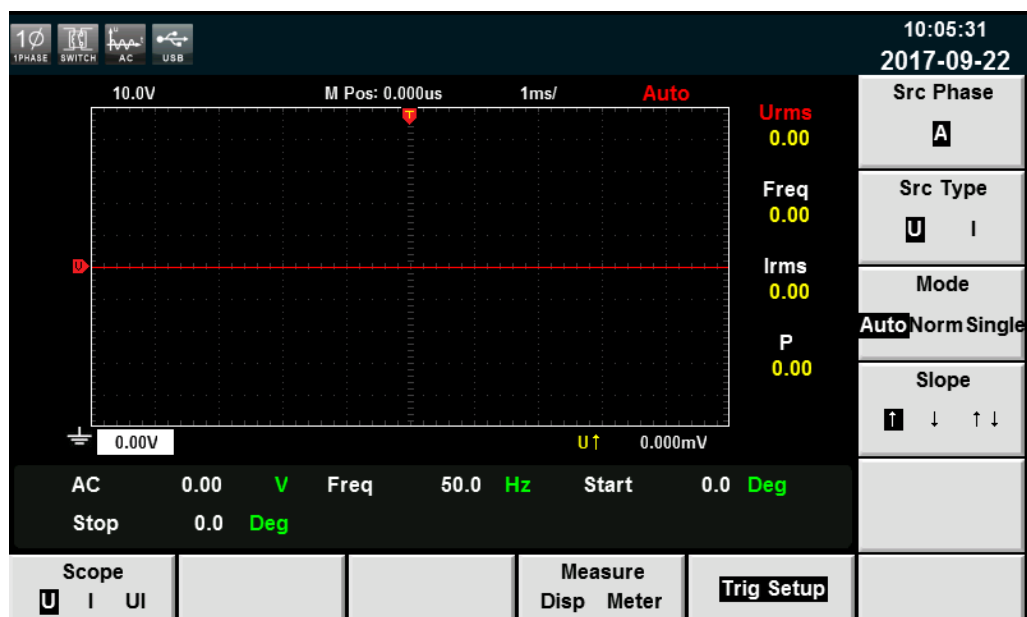 1Ø
1PHASE SWITCH AC USB
10:05:31
2017-09-22
10.0V M Pos: 0.000us 1ms/ Auto
T
Urms
0.00
Freq
0.00
U
Irms
0.00
P
0.00
0.00V U↑ 0.000mV
AC 0.00 V Freq 50.0 Hz Start 0.0 Deg
Stop 0.0 Deg
Src Phase
A
Src Type
U I
Mode
Auto Norm Single
Slope
↑ ↓ ↑↓
Scope
U I UI
Measure
Disp Meter
Trig Setup